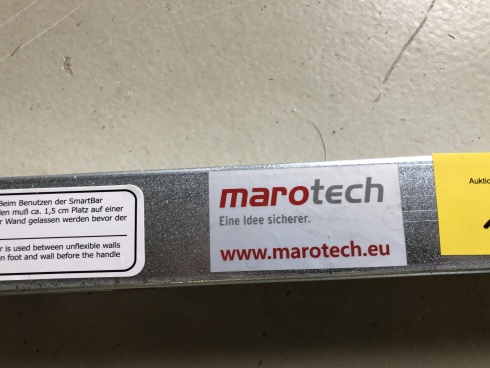 Beim Benutzen der SmartBar
den muß ca. 1,5 cm Platz auf einer
r Wand gelassen werden bevor der
r is used between unflexible walls
n foot and wall before the handle
marotech
Eine Idee sicherer.
www.marotech.eu
Auktio